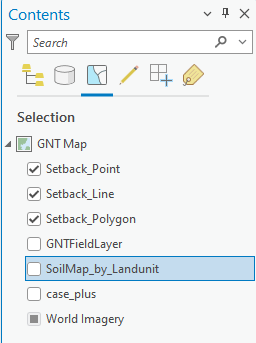 Contents
Search
Selection
GNT Map
Setback_Point
Setback_Line
Setback_Polygon
GNTFieldLayer
SoilMap_by_Landunit
case_plus
World Imagery